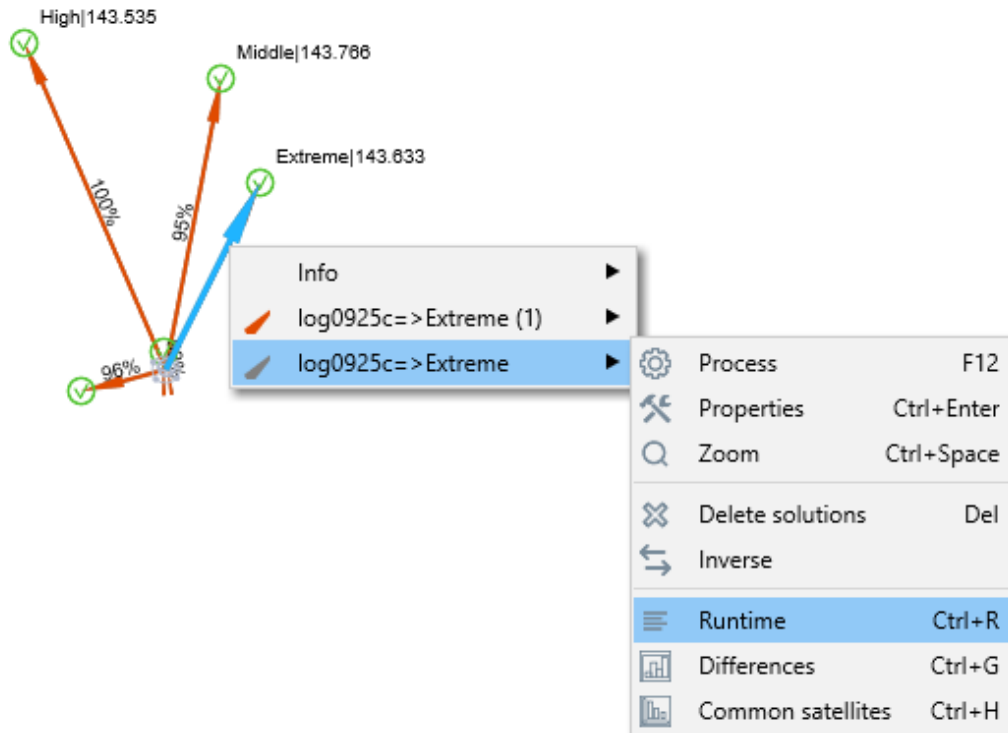 High|143.535
Middle|143.766
Extreme|143.633
100%
95%
96%
Info
log0925c=>Extreme (1)
log0925c=>Extreme
Process F12
Properties Ctrl+Enter
Zoom Ctrl+Space
Delete solutions Del
Inverse
Runtime Ctrl+R
Differences Ctrl+G
Common satellites Ctrl+H